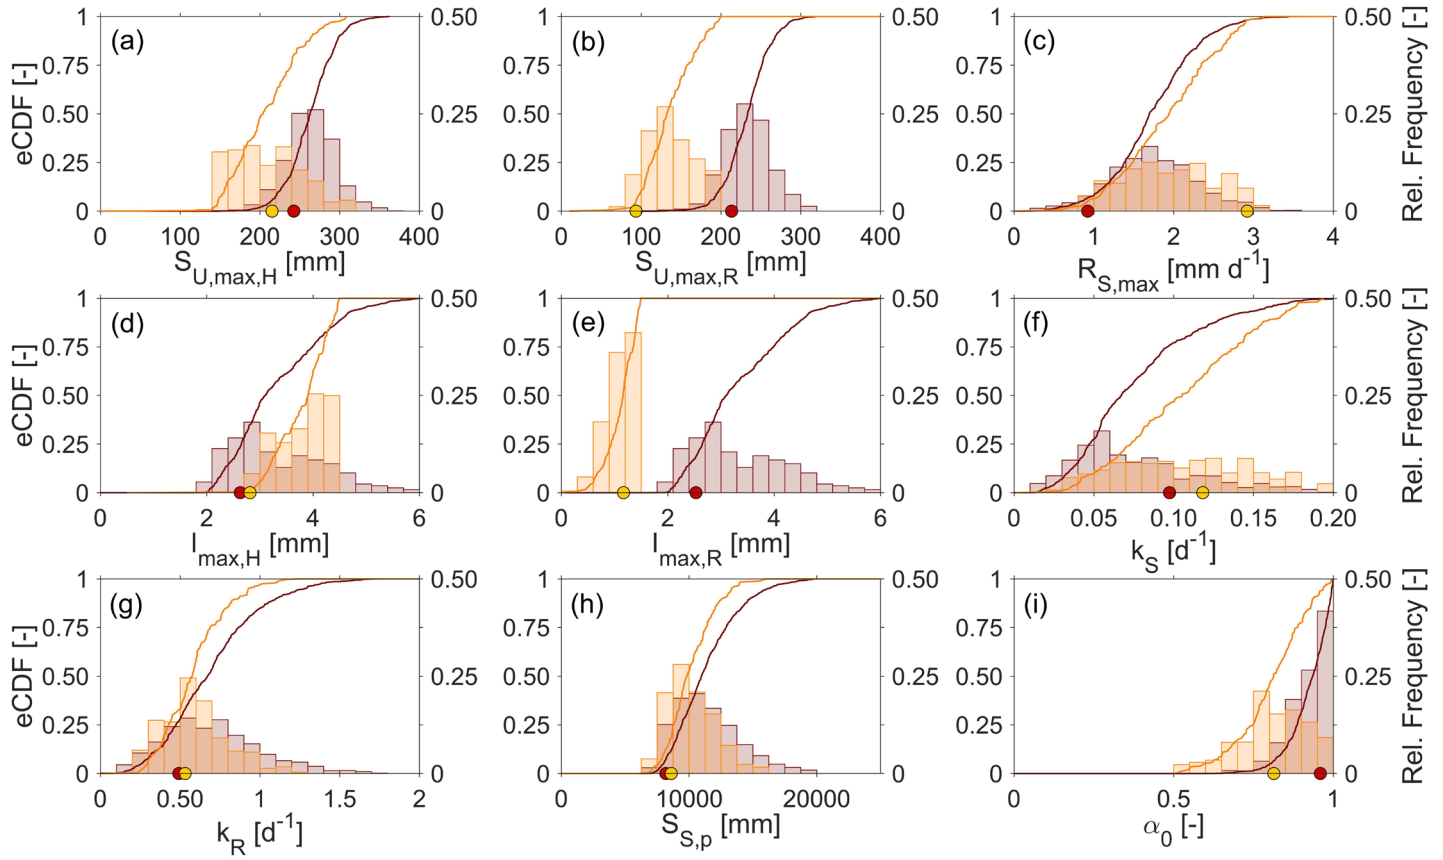 (a)
eCDF [-]
1
0.75
0.50
0.25
0
0.50
0.25
0
0 100 200 300 400
S_U,max,H [mm]
(b)
1
0.75
0.50
0.25
0
0.50
0.25
0
0 100 200 300 400
S_U,max,R [mm]
(c)
1
0.75
0.50
0.25
0
0.50
0.25
0
Rel. Frequency [-]
0 1 2 3 4
R_S,max [mm d^-1]
(d)
eCDF [-]
1
0.75
0.50
0.25
0
0.50
0.25
0
0 2 4 6
I_max,H [mm]
(e)
1
0.75
0.50
0.25
0
0.50
0.25
0
0 2 4 6
I_max,R [mm]
(f)
1
0.75
0.50
0.25
0
0.50
0.25
0
Rel. Frequency [-]
0 0.05 0.10 0.15 0.20
k_S [d^-1]
(g)
eCDF [-]
1
0.75
0.50
0.25
0
0.50
0.25
0
0 0.50 1 2
k_R [d^-1]
(h)
1
0.75
0.50
0.25
0
0.50
0.25
0
10000 20000
S_S,p [mm]
(i)
1
0.75
0.50
0.25
0
0.50
0.25
0
Rel. Frequency [-]
0 0.5 1
α_0 [-]